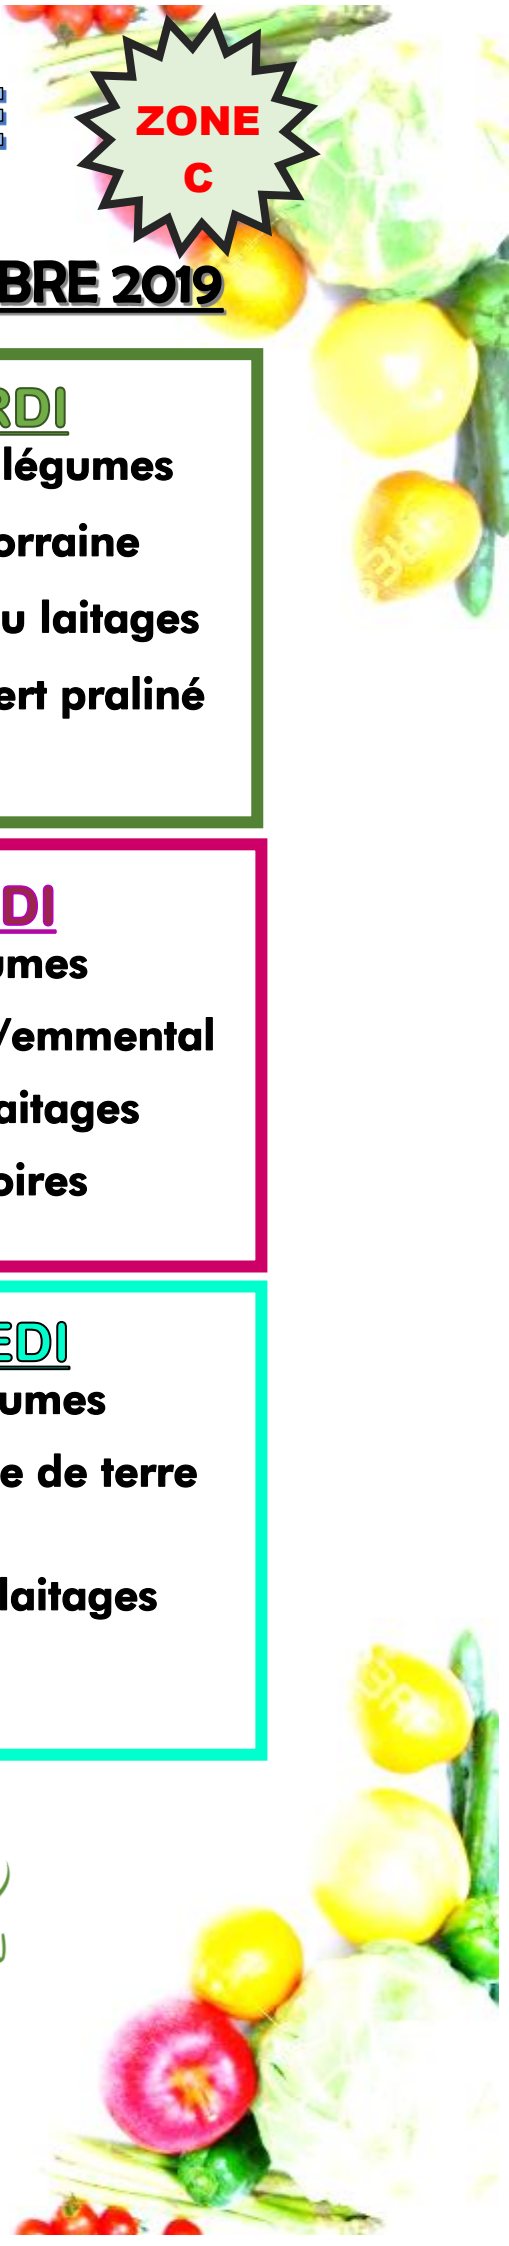 E
ZONE
C
BRE 2019
RDI
légumes
orraine
u laitages
ert praliné
DI
umes
/emmental
aitages
oires
EDI
umes
e de terre
laitages